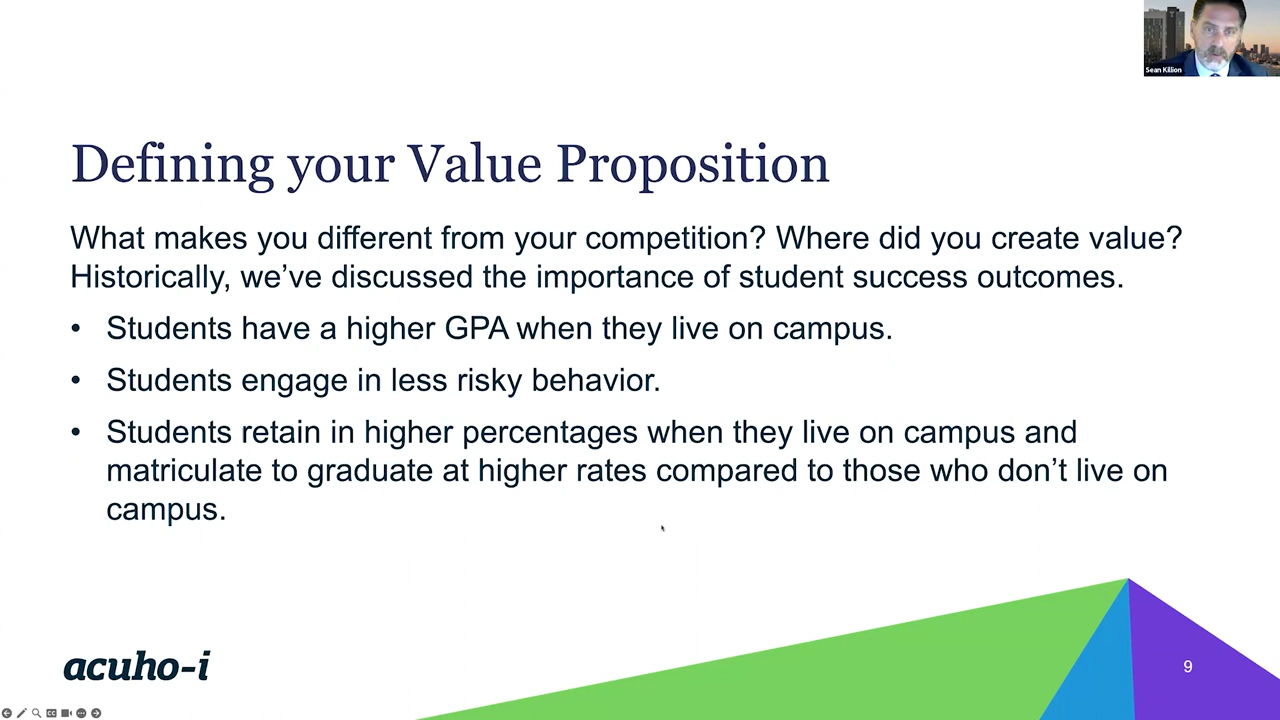 Sean Killion
Defining your Value Proposition
What makes you different from your competition? Where did you create value?
Historically, we’ve discussed the importance of student success outcomes.
• Students have a higher GPA when they live on campus.
• Students engage in less risky behavior.
• Students retain in higher percentages when they live on campus and
matriculate to graduate at higher rates compared to those who don’t live on
campus.
acuho-i
9